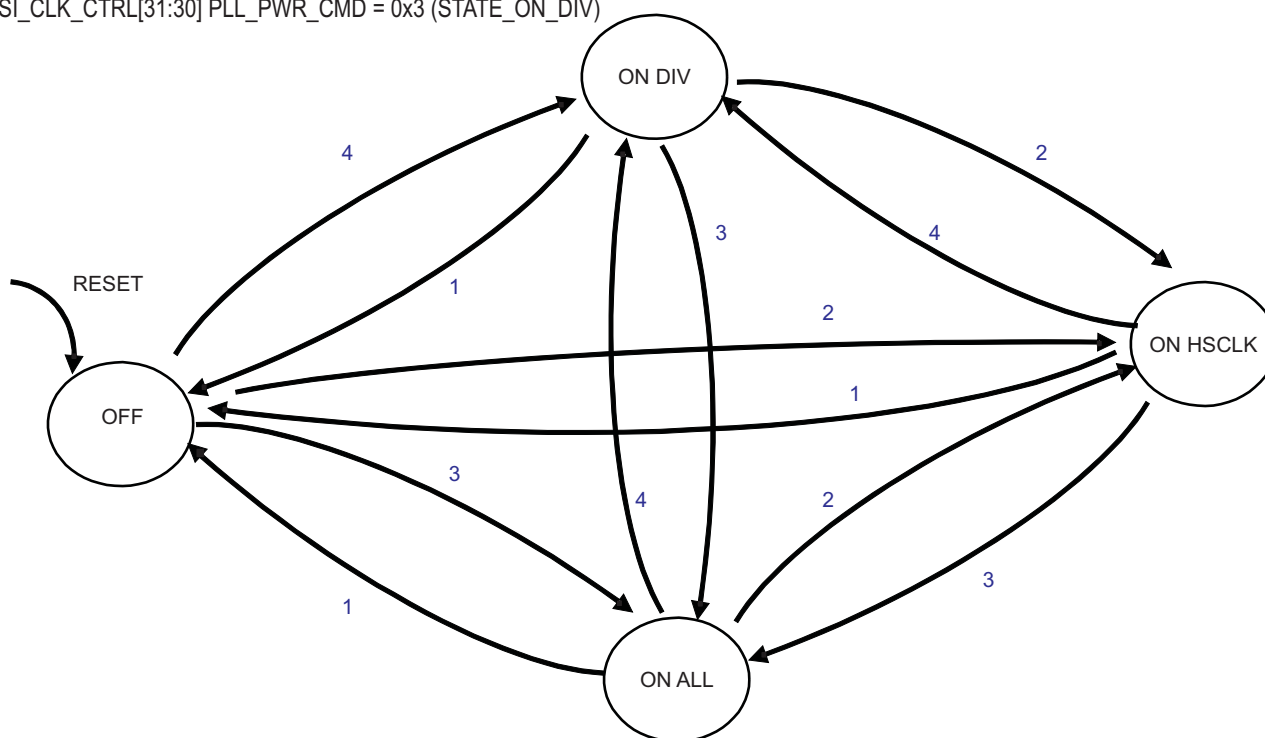 SI_CLK_CTRL[31:30] PLL_PWR_CMD = 0x3 (STATE_ON_DIV)
ON DIV
4
2
3
4
RESET
1
2
ON HSCLK
1
OFF
3
4
2
3
1
ON ALL